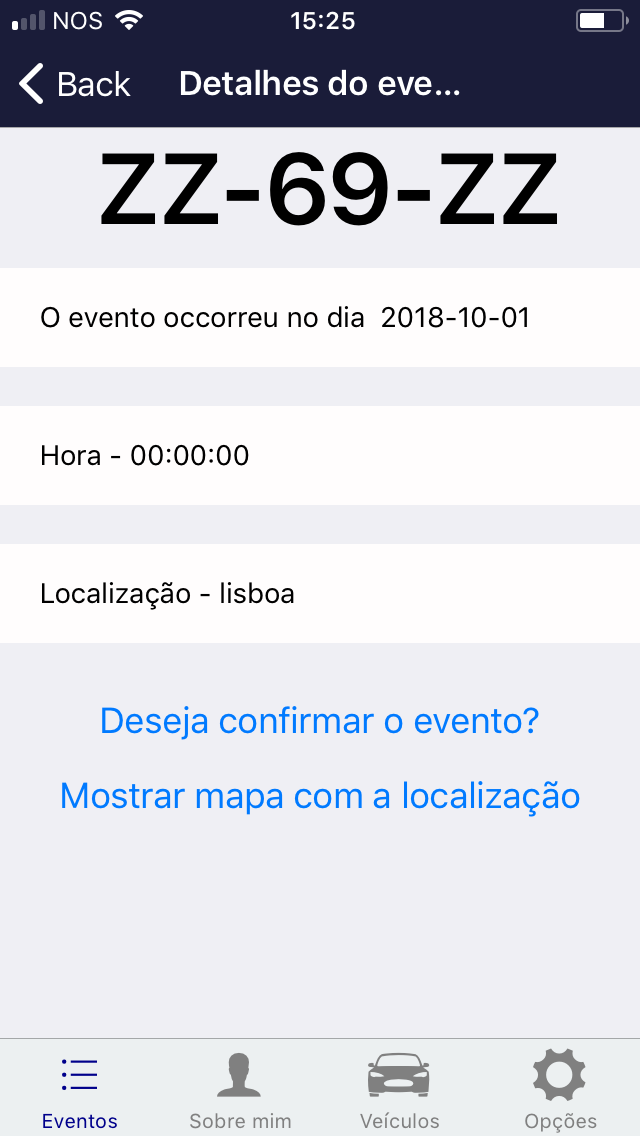 NOS 15:25
Back Detalhes do eve...
ZZ-69-ZZ
O evento occorreu no dia 2018-10-01
Hora - 00:00:00
Localização - lisboa
Deseja confirmar o evento?
Mostrar mapa com a localização
Eventos Sobre mim Veículos Opções